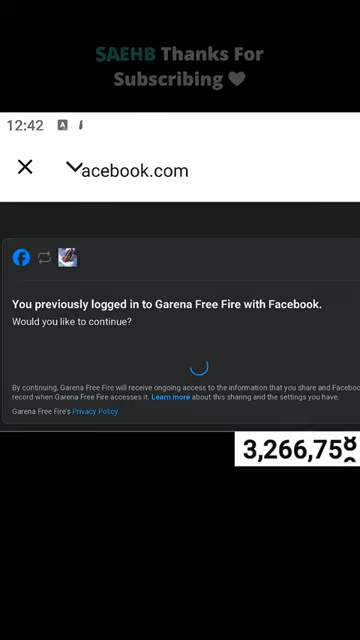 SAEHB Thanks For
Subscribing
12:42 A
acebook.com
You previously logged in to Garena Free Fire with Facebook.
Would you like to continue?
By continuing, Garena Free Fire will receive ongoing access to the information that you share and Faceboo
record when Garena Free Fire accesses it. Learn more about this sharing and the settings you have.
Garena Free Fire's Privacy Policy
3,266,75